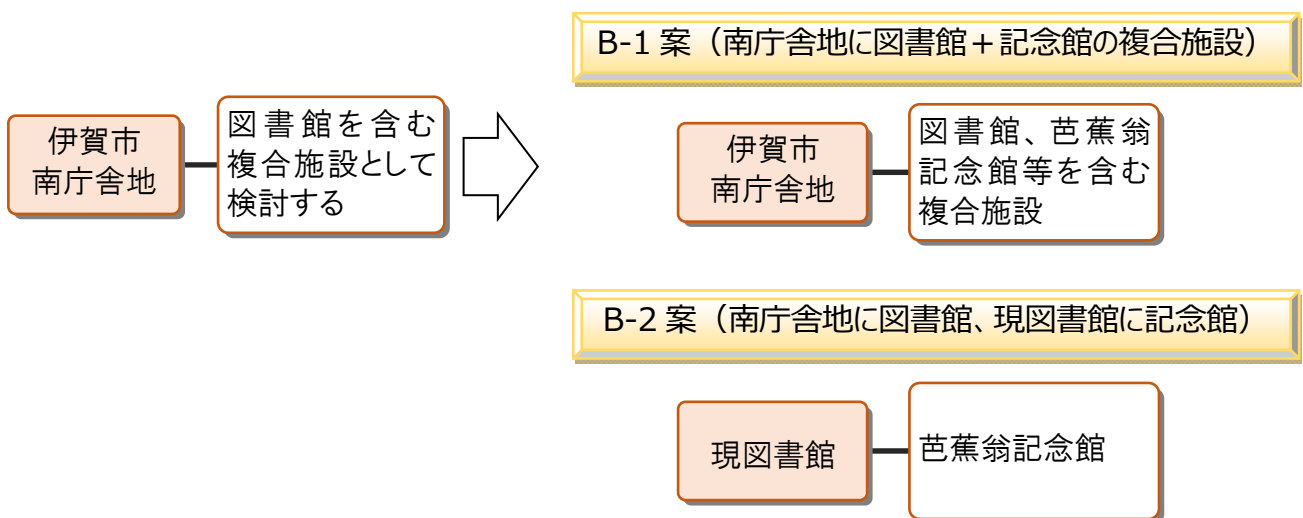 B-1 案（南庁舎地に図書館＋記念館の複合施設）
伊賀市
南庁舎地
図書館を含む
複合施設として
検討する
伊賀市
南庁舎地
図書館、芭蕉翁
記念館等を含む
複合施設
B-2 案（南庁舎地に図書館、現図書館に記念館）
現図書館
芭蕉翁記念館